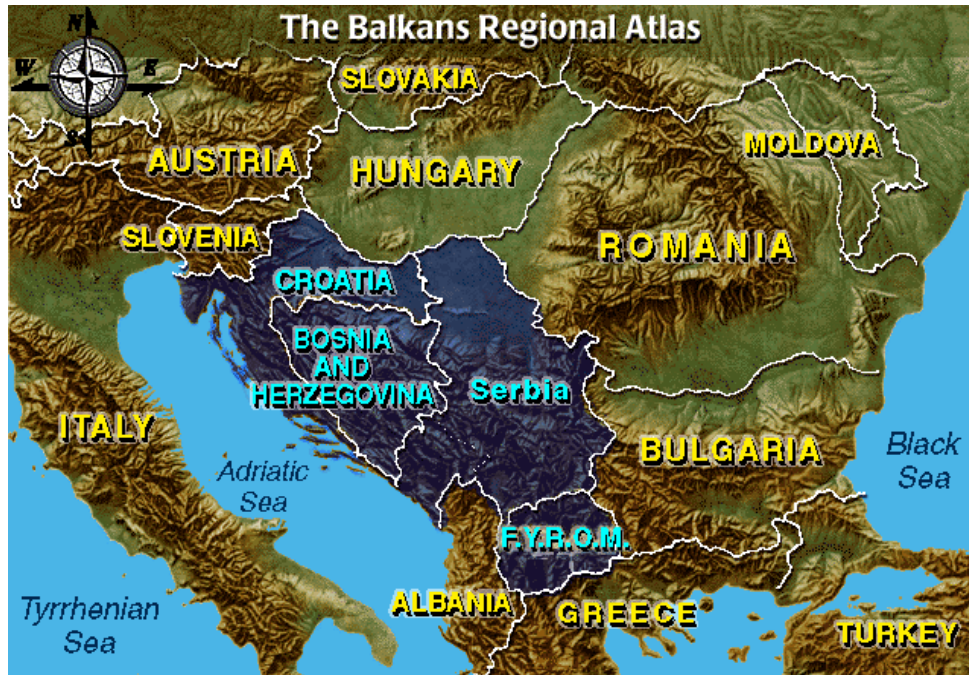 The Balkans Regional Atlas
N
W
E
S
SLOVAKIA
AUSTRIA
HUNGARY
MOLDOVA
SLOVENIA
ROMANIA
CROATIA
BOSNIA
AND
HERZEGOVINA
Serbia
ITALY
BULGARIA
Black
Sea
Adriatic
Sea
F.Y.R.O.M.
Tyrrhenian
Sea
ALBANIA
GREECE
TURKEY